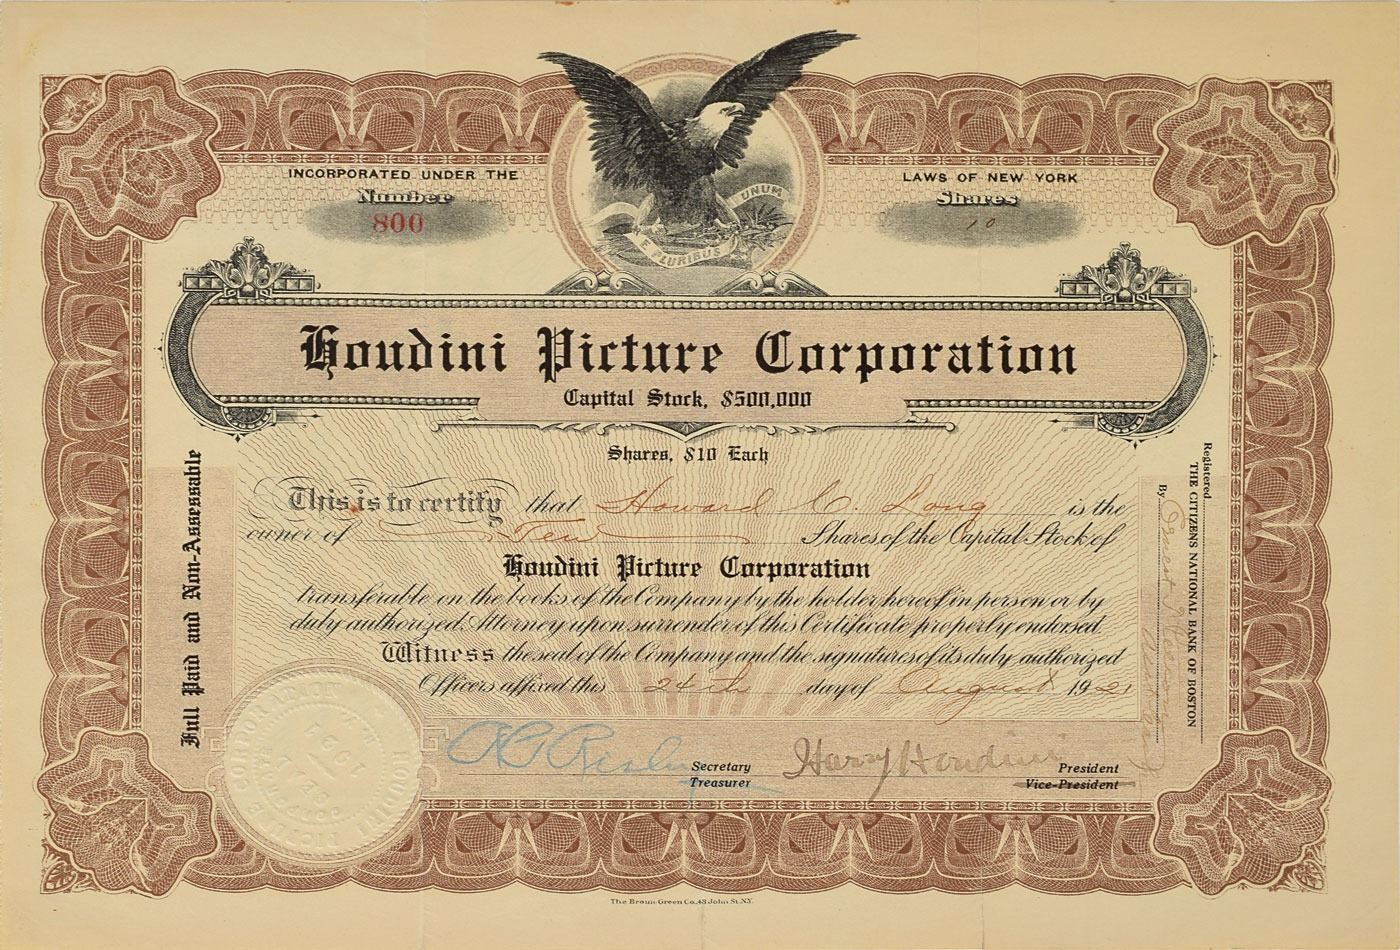 INCORPORATED UNDER THE
LAWS OF NEW YORK
Number
800
Shares
10
E PLURIBUS UNUM
Houdini Picture Corporation
Capital Stock, $500,000
Shares, $10 Each
Full Paid and Non-Assessable
This is to certify that Howard C. Long is the
owner of Ten Shares of the Capital Stock of
Houdini Picture Corporation
transferable on the books of the Company by the holder hereof in person or by
duly authorized Attorney upon surrender of this Certificate properly endorsed.
Witness the seal of the Company and the signatures of its duly authorized
Officers affixed this 24th day of August 1921
Harry Houdini
Secretary
Treasurer
President
Vice-President
Registered
THE CITIZENS NATIONAL BANK OF BOSTON
By
PICTURE CORPORATION
SEAL
1921
The Braun-Green Co. 48 John St. N.Y.